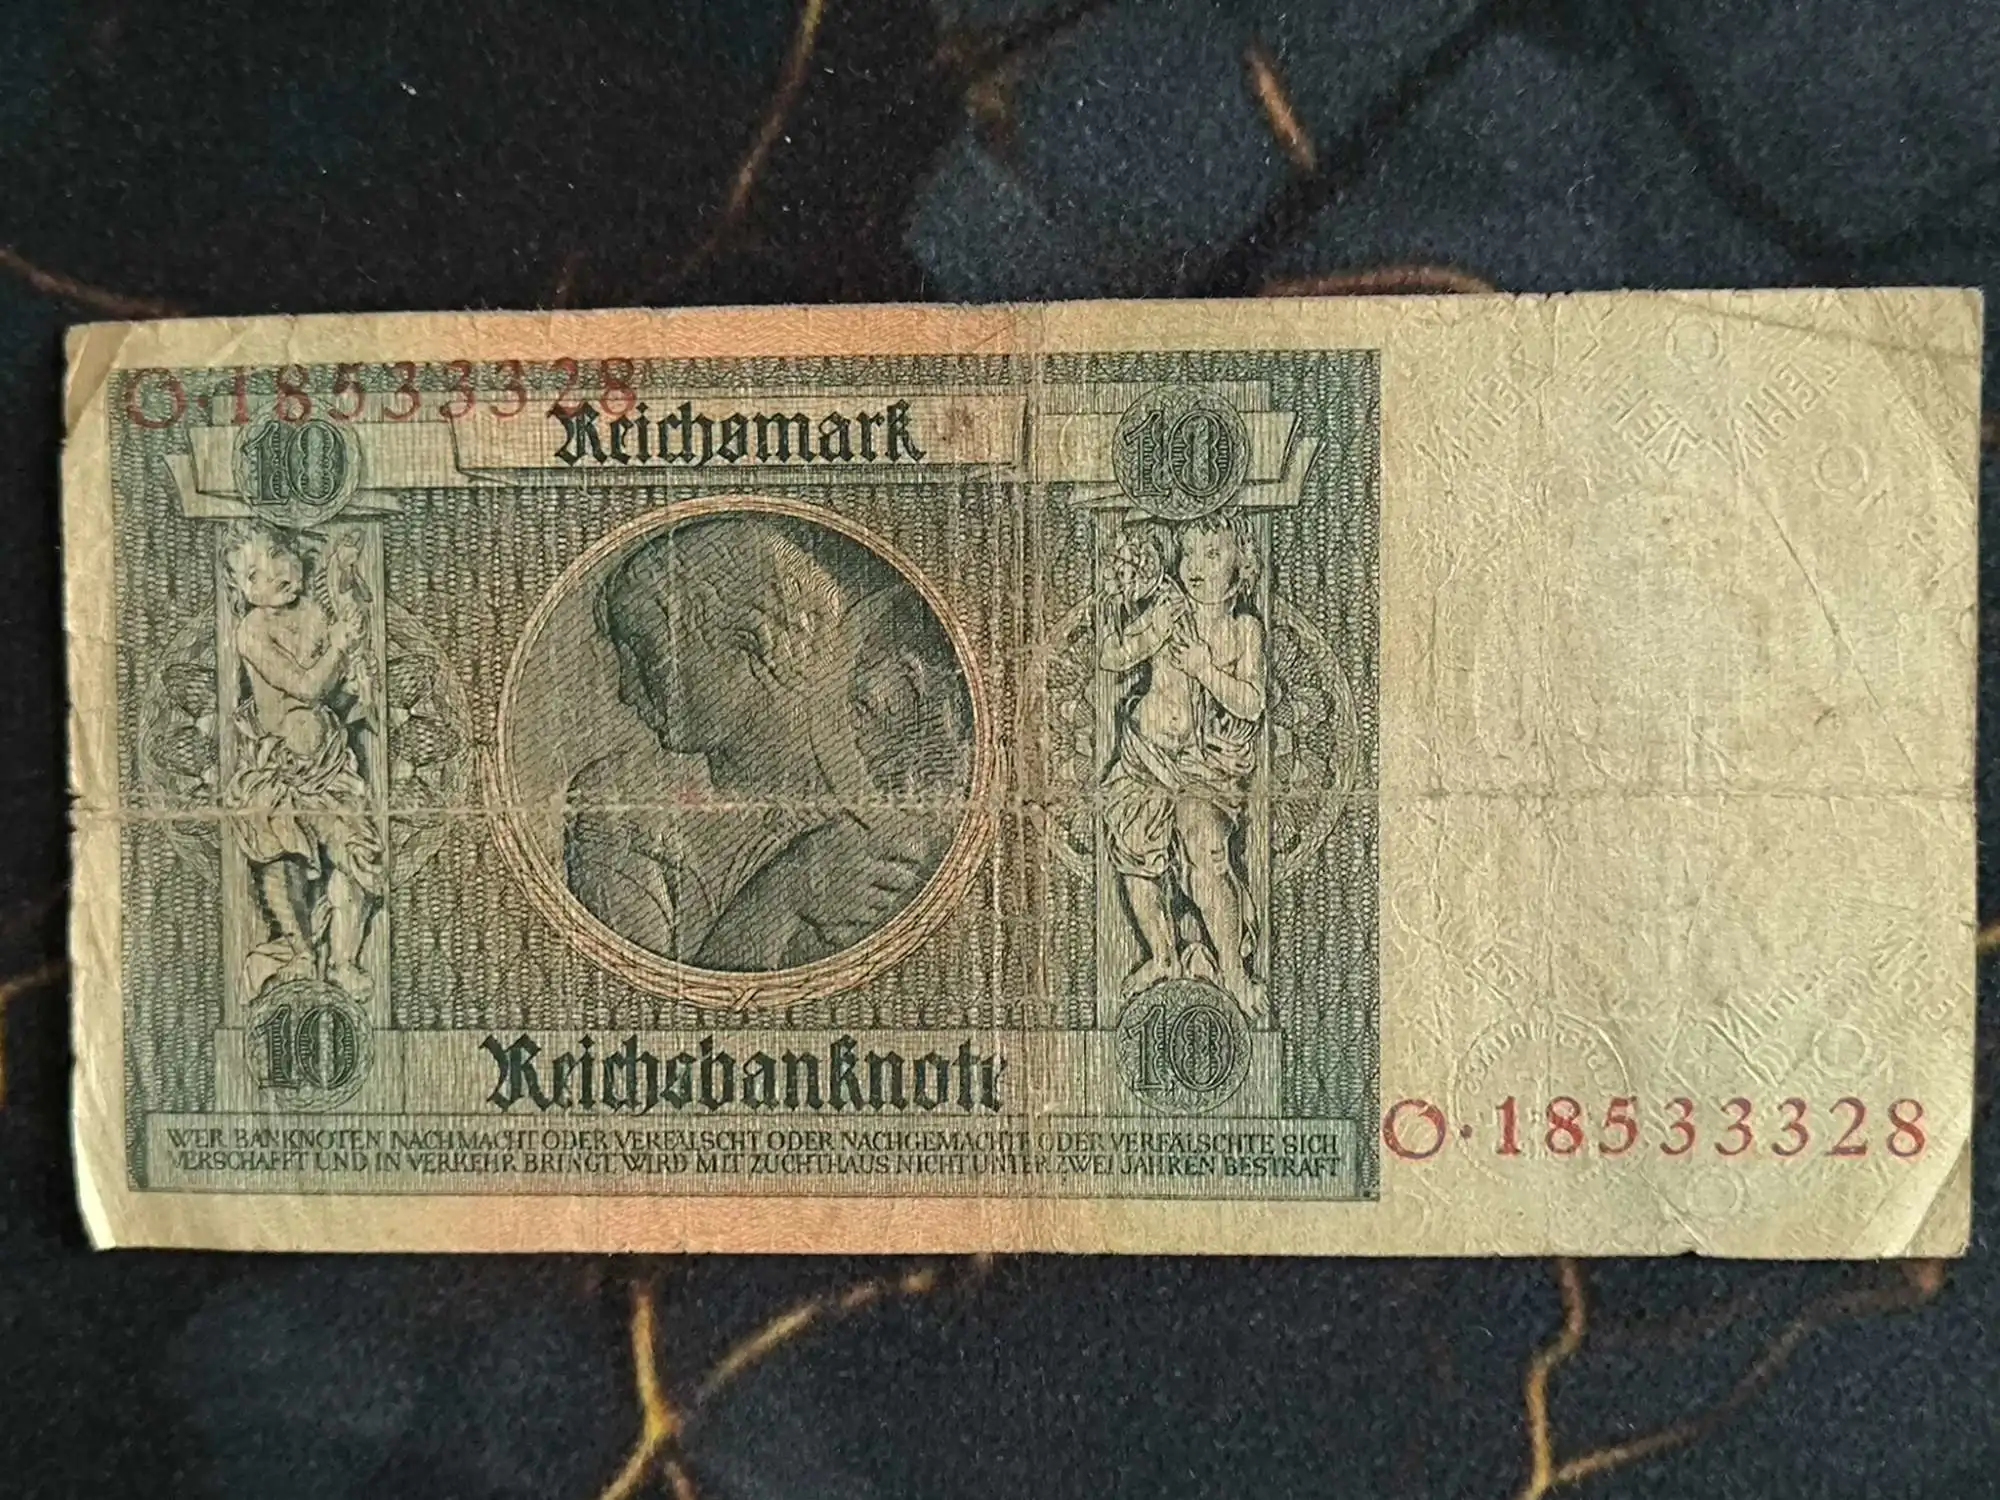 O·18533328
10 Reichsmark 10
10 Reichsbanknote 10
WER BANKNOTEN NACHMACHT ODER VERFÄLSCHT ODER NACHGEMACHTE ODER VERFÄLSCHTE SICH
VERSCHAFFT UND IN VERKEHR BRINGT, WIRD MIT ZUCHTHAUS NICHT UNTER ZWEI JAHREN BESTRAFT
O·18533328